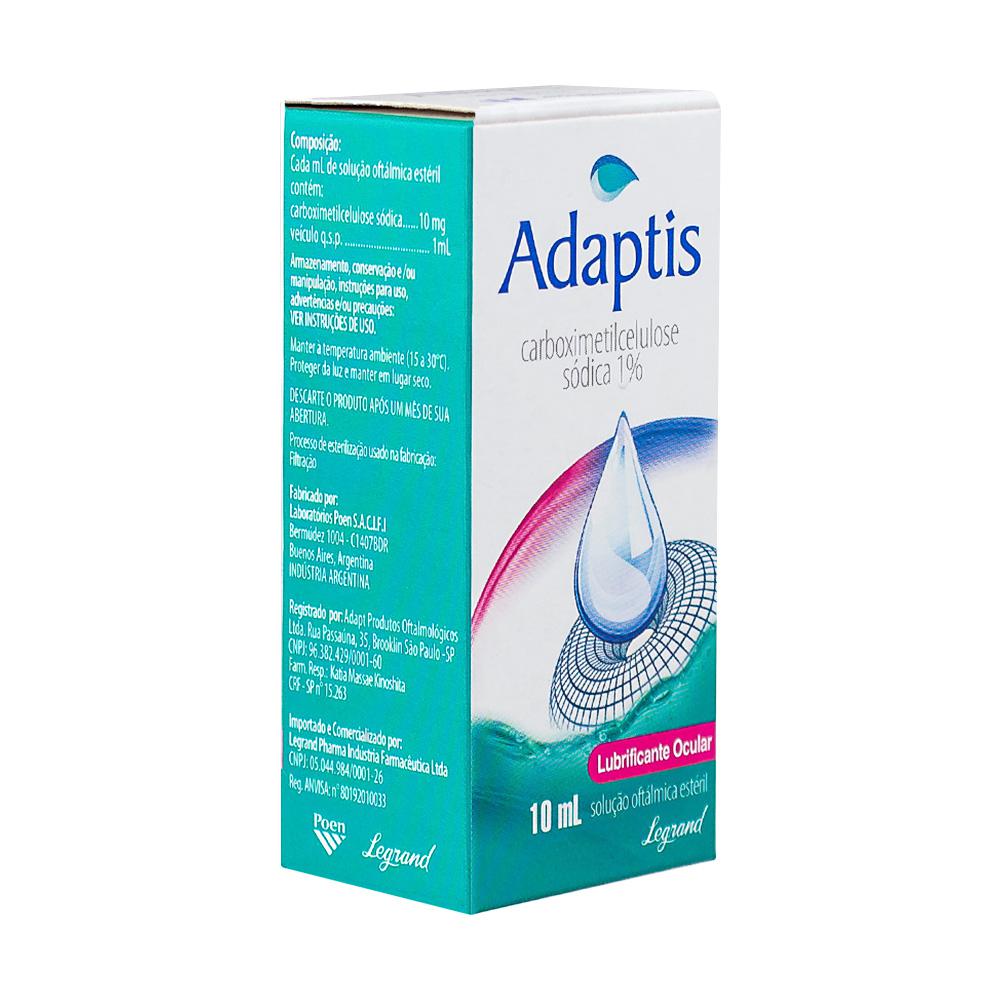 Composição:
Cada mL de solução oftálmica estéril
contém:
carboximetilcelulose sódica...... 10 mg
veículo q.s.p. ............................. 1mL
Armazenamento, conservação e /ou
manipulação, instruções para uso,
advertências e/ou precauções:
VER INSTRUÇÕES DE USO.
Manter à temperatura ambiente (15 a 30ºC).
Proteger da luz e manter em lugar seco.
DESCARTE O PRODUTO APÓS UM MÊS DE SUA
ABERTURA.
Processo de esterilização usado na fabricação:
Filtração
Fabricado por:
Laboratórios Poen S.A.C.I.F.I
Bermúdez 1004 - C1407BDR
Buenos Aires, Argentina
INDÚSTRIA ARGENTINA
Registrado por: Adapt Produtos Oftalmológicos
Ltda. Rua Passaúna, 35, Brooklin São Paulo -SP
CNPJ: 96.382.429/0001-60
Farm. Resp.: Katia Massae Kinoshita
CRF - SP nº 15.263
Importado e Comercializado por:
Legrand Pharma Indústria Farmacêutica Ltda
CNPJ: 05.044.984/0001-26
Reg. ANVISA: nº 80192010033
Poen
Legrand
Adaptis
carboximetilcelulose
sódica 1%
Lubrificante Ocular
10 mL solução oftálmica estéril
Legrand